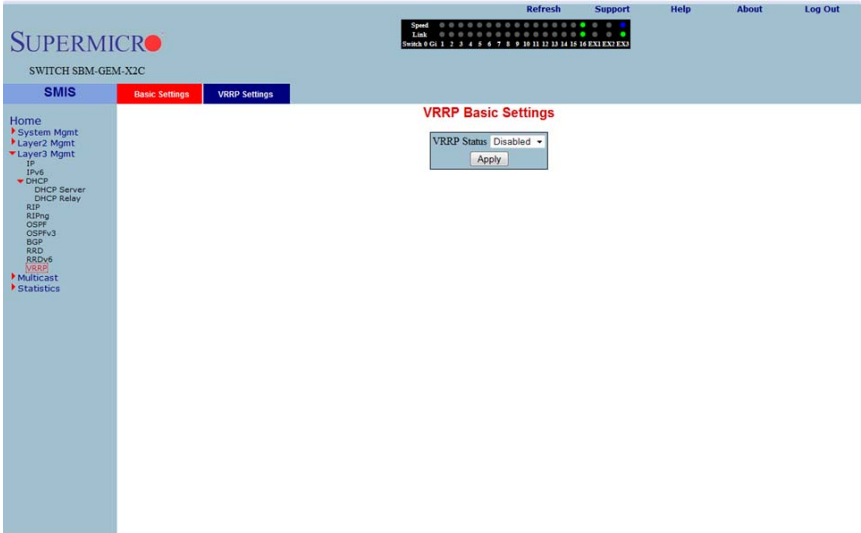 Refresh Support Help About Log Out
SUPERMICRO
SWITCH SBM-GEM-X2C
Speed
Link
Switch 0 Gi 1 2 3 4 5 6 7 8 9 10 11 12 13 14 15 16 EX1 EX2 EX3
SMIS
Basic Settings VRRP Settings
VRRP Basic Settings
VRRP Status Disabled
Apply
Home
System Mgmt
Layer2 Mgmt
Layer3 Mgmt
IP
IPv6
DHCP
DHCP Server
DHCP Relay
RIP
RIPng
OSPF
OSPFv3
BGP
RRD
RRDv6
VRRP
Multicast
Statistics